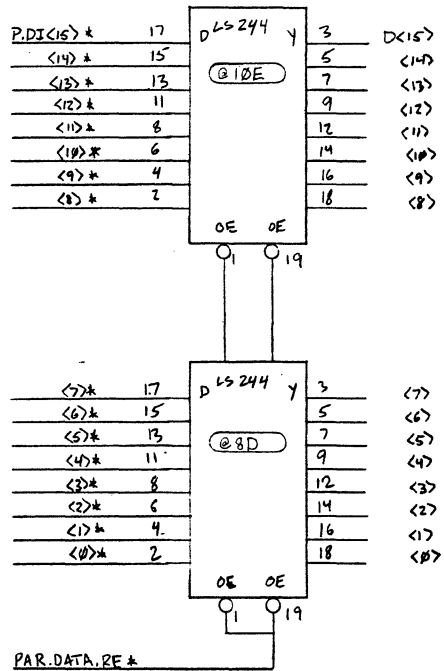 P.DI<15> * 17 D LS244 Y 3 D<15>
<14> * 15 5 <14>
<13> * 13 @10E 7 <13>
<12> * 11 9 <12>
<11> * 8 12 <11>
<10> * 6 14 <10>
<9> * 4 16 <9>
<8> * 2 18 <8>
OE OE
1 19
<7>* 17 D LS244 Y 3 <7>
<6>* 15 5 <6>
<5>* 13 @8D 7 <5>
<4>* 11 9 <4>
<3>* 8 12 <3>
<2>* 6 14 <2>
<1>* 4 16 <1>
<0>* 2 18 <0>
OE OE
1 19
PAR.DATA.RE *